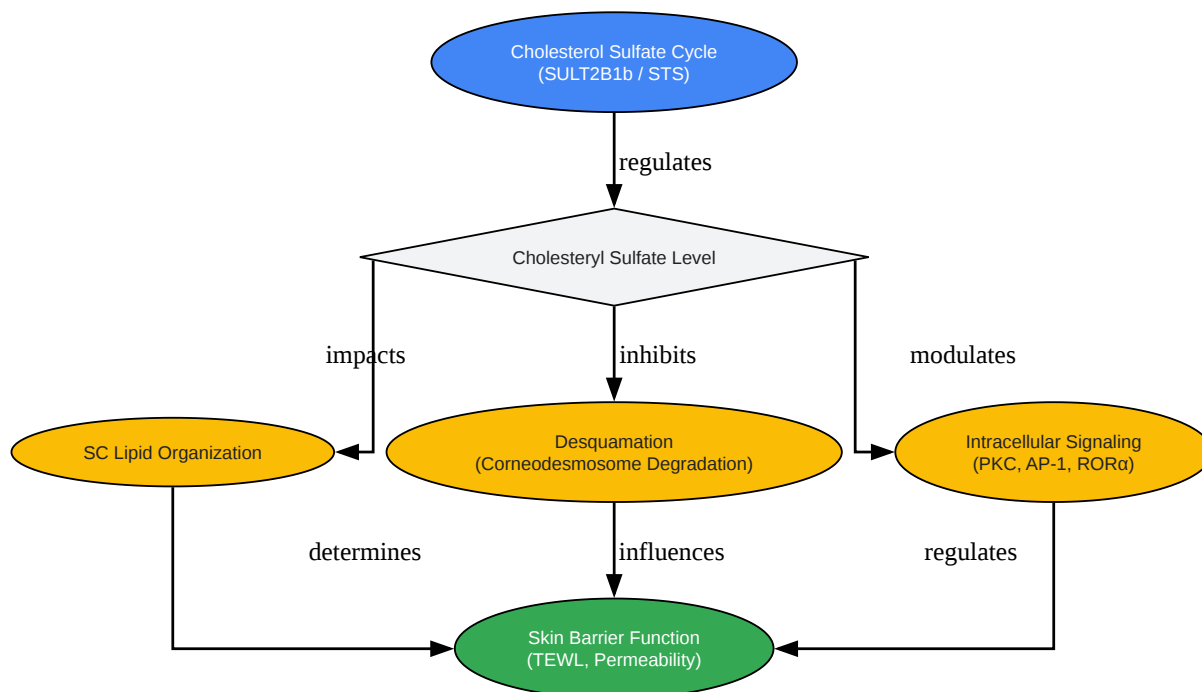 Cholesterol Sulfate Cycle
(SULT2B1b / STS)
regulates
Cholesteryl Sulfate Level
impacts
inhibits
modulates
SC Lipid Organization
Desquamation
(Corneodesmosome Degradation)
Intracellular Signaling
(PKC, AP-1, RORα)
determines
influences
regulates
Skin Barrier Function
(TEWL, Permeability)